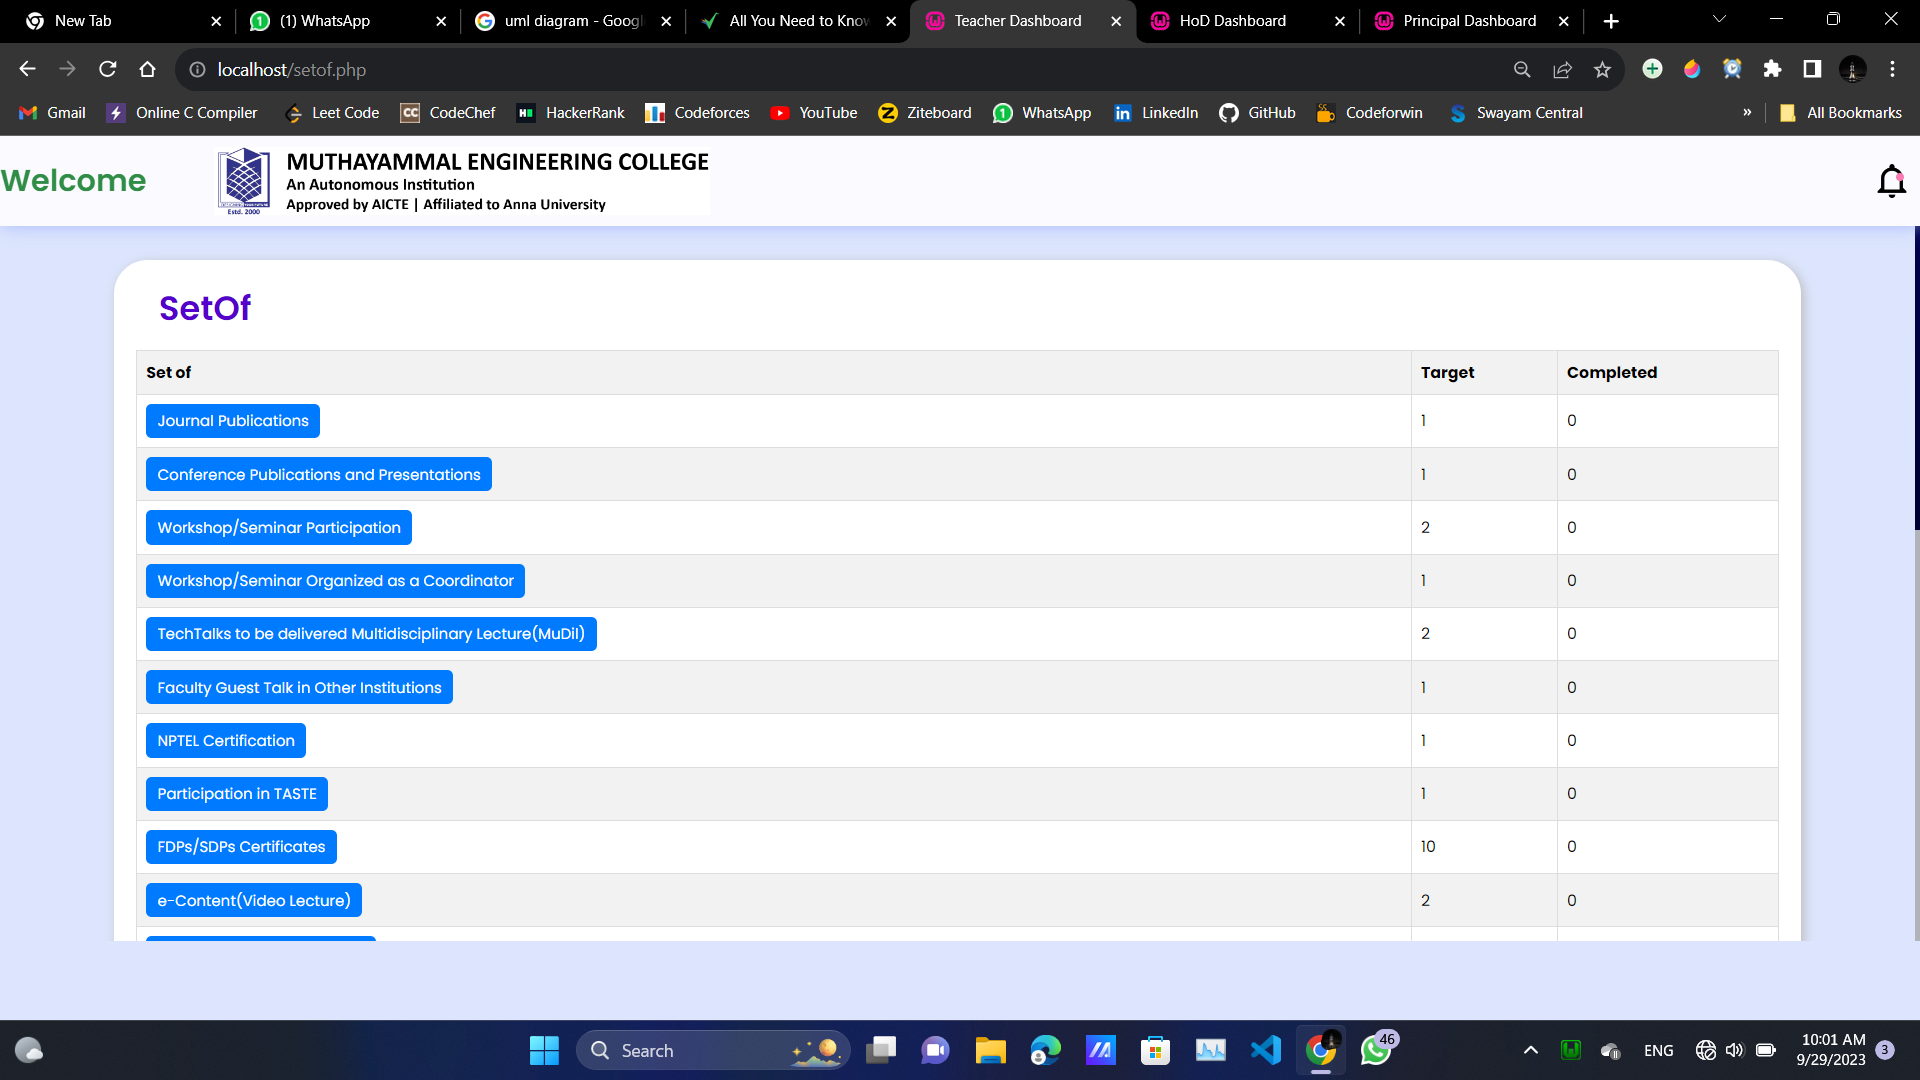 New Tab
(1) WhatsApp
uml diagram - Googl
All You Need to Know
Teacher Dashboard
HoD Dashboard
Principal Dashboard
localhost/setof.php
Gmail
Online C Compiler
Leet Code
CC CodeChef
HackerRank
Codeforces
YouTube
Ziteboard
WhatsApp
LinkedIn
GitHub
Codeforwin
Swayam Central
»
All Bookmarks
Welcome
MUTHAYAMMAL ENGINEERING COLLEGE
An Autonomous Institution
Approved by AICTE | Affiliated to Anna University
Estd. 2000
SetOf
Set of Target Completed
Journal Publications 1 0
Conference Publications and Presentations 1 0
Workshop/Seminar Participation 2 0
Workshop/Seminar Organized as a Coordinator 1 0
TechTalks to be delivered Multidisciplinary Lecture(MuDil) 2 0
Faculty Guest Talk in Other Institutions 1 0
NPTEL Certification 1 0
Participation in TASTE 1 0
FDPs/SDPs Certificates 10 0
e-Content(Video Lecture) 2 0
Search
46
ENG
10:01 AM
9/29/2023
3